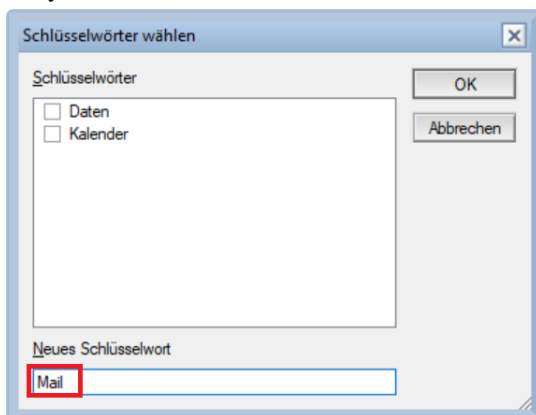 Schlüsselwörter wählen
Schlüsselwörter
OK
Daten
Kalender
Abbrechen
Neues Schlüsselwort
Mail